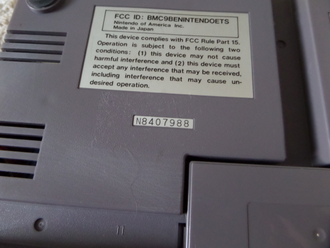 FCC ID: BMC9BENINTENDOETS
Nintendo of America Inc.
Made in Japan
This device complies with FCC Rule Part 15.
Operation is subject to the following two
conditions: (1) this device may not cause
harmful interference and (2) this device must
accept any interference that may be received,
including interference that may cause un-
desired operation.
N8407988